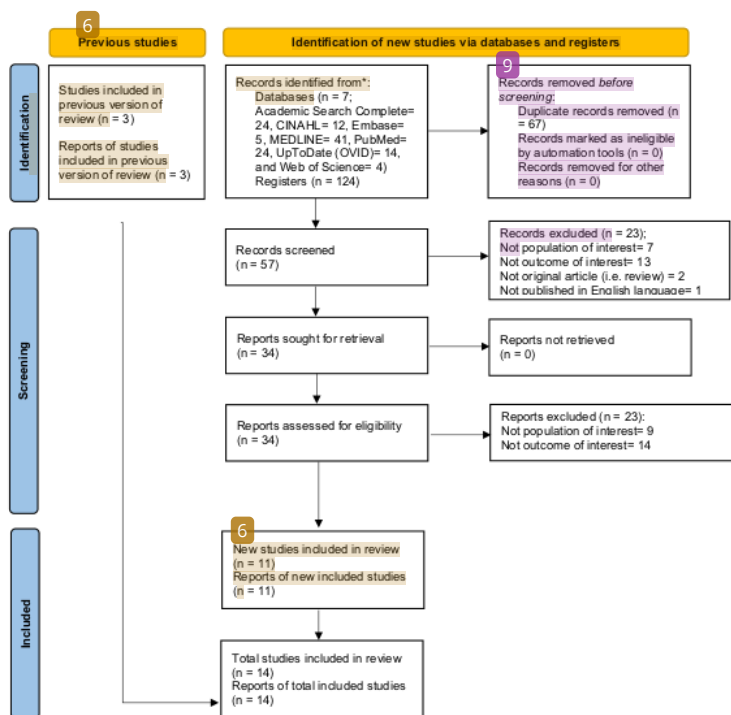 6
Previous studies
Identification of new studies via databases and registers
Identification
Studies included in
previous version of
review (n = 3)
Reports of studies
included in previous
version of review (n = 3)
Records identified from*:
Databases (n = 7;
Academic Search Complete=
24, CINAHL= 12, Embase=
5, MEDLINE= 41, PubMed=
24, UpToDate (OVID)= 14,
and Web of Science= 4)
Registers (n = 124)
9
Records removed before
screening:
Duplicate records removed (n
= 67)
Records marked as ineligible
by automation tools (n = 0)
Records removed for other
reasons (n = 0)
Screening
Records screened
(n = 57)
Records excluded (n = 23);
Not population of interest= 7
Not outcome of interest= 13
Not original article (i.e. review) = 2
Not published in English language= 1
Reports sought for retrieval
(n = 34)
Reports not retrieved
(n = 0)
Reports assessed for eligibility
(n = 34)
Reports excluded (n = 23):
Not population of interest= 9
Not outcome of interest= 14
Included
6
New studies included in review
(n = 11)
Reports of new included studies
(n = 11)
Total studies included in review
(n = 14)
Reports of total included studies
(n = 14)